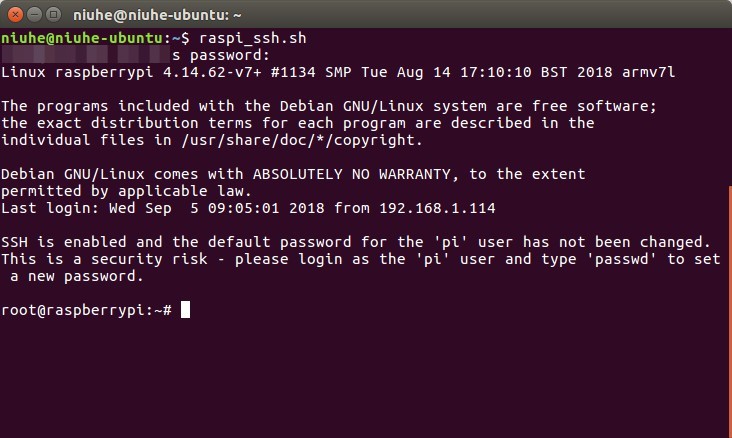 niuhe@niuhe-ubuntu: ~
niuhe@niuhe-ubuntu:~$ raspi_ssh.sh
s password:
Linux raspberrypi 4.14.62-v7+ #1134 SMP Tue Aug 14 17:10:10 BST 2018 armv7l

The programs included with the Debian GNU/Linux system are free software;
the exact distribution terms for each program are described in the
individual files in /usr/share/doc/*/copyright.

Debian GNU/Linux comes with ABSOLUTELY NO WARRANTY, to the extent
permitted by applicable law.
Last login: Wed Sep  5 09:05:01 2018 from 192.168.1.114

SSH is enabled and the default password for the 'pi' user has not been changed.
This is a security risk - please login as the 'pi' user and type 'passwd' to set
 a new password.

root@raspberrypi:~#